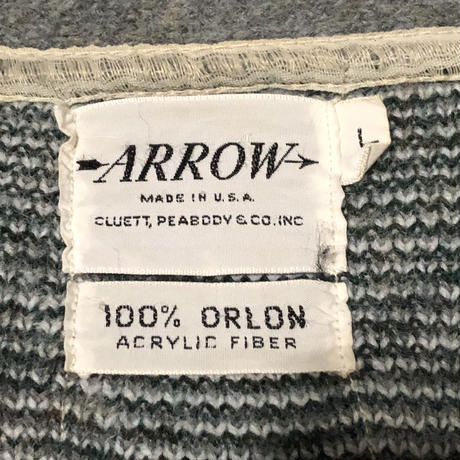 ARROW
MADE IN U.S.A.
CLUETT, PEABODY & CO. INC
L
100% ORLON
ACRYLIC FIBER